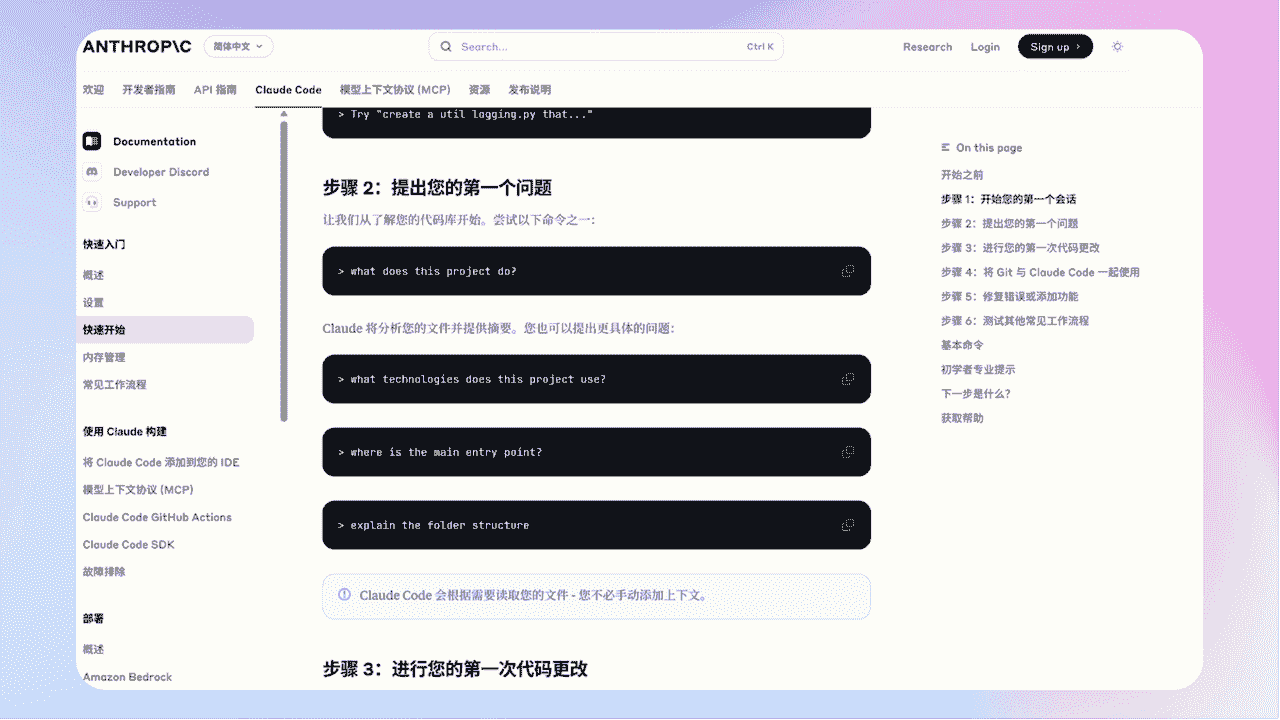 ANTHROP\C
简体中文
Search...
Ctrl K
Research
Login
Sign up
欢迎
开发者指南
API 指南
Claude Code
模型上下文协议 (MCP)
资源
发布说明
Documentation
Developer Discord
Support
快速入门
概述
设置
快速开始
内存管理
常见工作流程
使用 Claude 构建
将 Claude Code 添加到您的 IDE
模型上下文协议 (MCP)
Claude Code GitHub Actions
Claude Code SDK
故障排除
部署
概述
Amazon Bedrock
> Try "create a util logging.py that..."
步骤 2：提出您的第一个问题
让我们从了解您的代码库开始。尝试以下命令之一：
> what does this project do?
Claude 将分析您的文件并提供摘要。您也可以提出更具体的问题：
> what technologies does this project use?
> where is the main entry point?
> explain the folder structure
Claude Code 会根据需要读取您的文件 - 您不必手动添加上下文。
步骤 3：进行您的第一次代码更改
On this page
开始之前
步骤 1：开始您的第一个会话
步骤 2：提出您的第一个问题
步骤 3：进行您的第一次代码更改
步骤 4：将 Git 与 Claude Code 一起使用
步骤 5：修复错误或添加功能
步骤 6：测试其他常见工作流程
基本命令
初学者专业提示
下一步是什么？
获取帮助